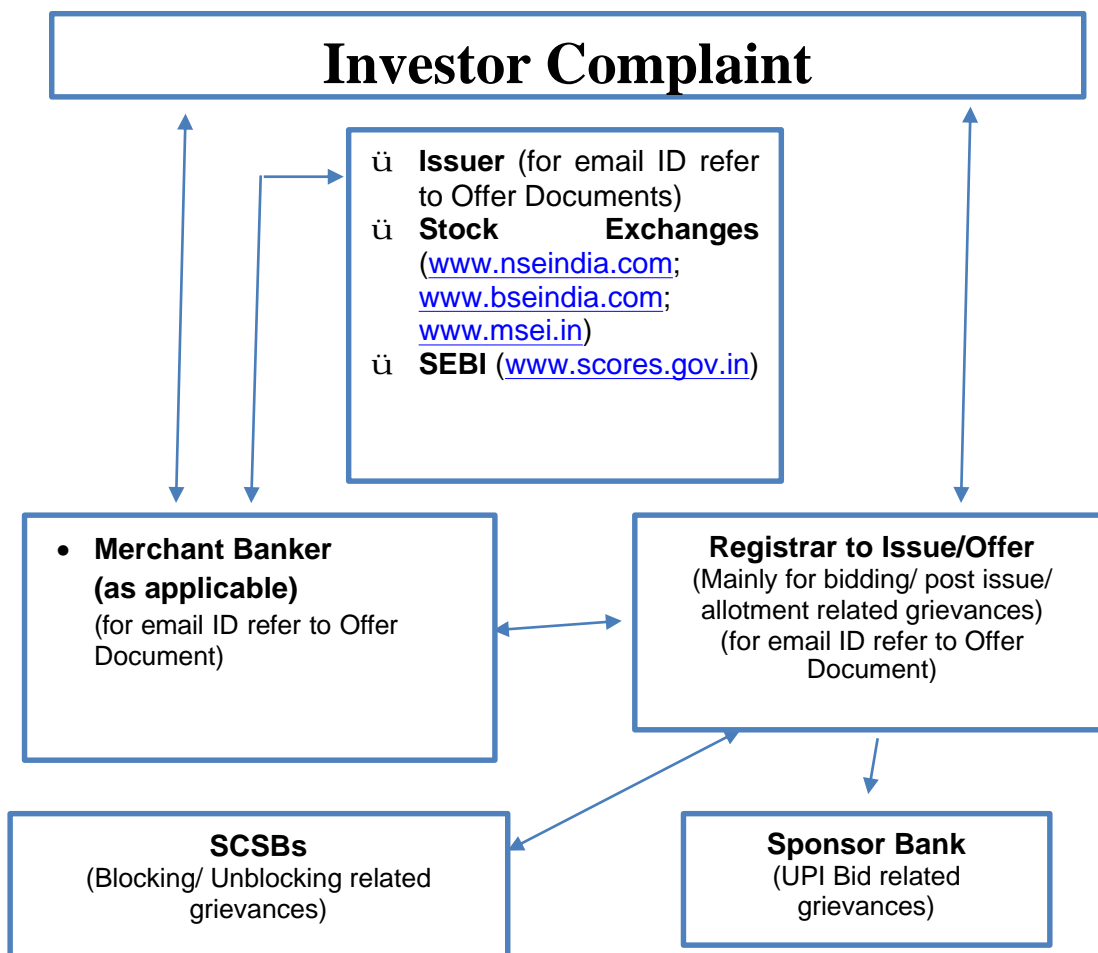 Investor Complaint
ü Issuer (for email ID refer
to Offer Documents)
ü Stock Exchanges
(www.nseindia.com;
www.bseindia.com;
www.msei.in)
ü SEBI (www.scores.gov.in)
• Merchant Banker
(as applicable)
(for email ID refer to Offer
Document)
Registrar to Issue/Offer
(Mainly for bidding/ post issue/
allotment related grievances)
(for email ID refer to Offer
Document)
SCSBs
(Blocking/ Unblocking related
grievances)
Sponsor Bank
(UPI Bid related
grievances)